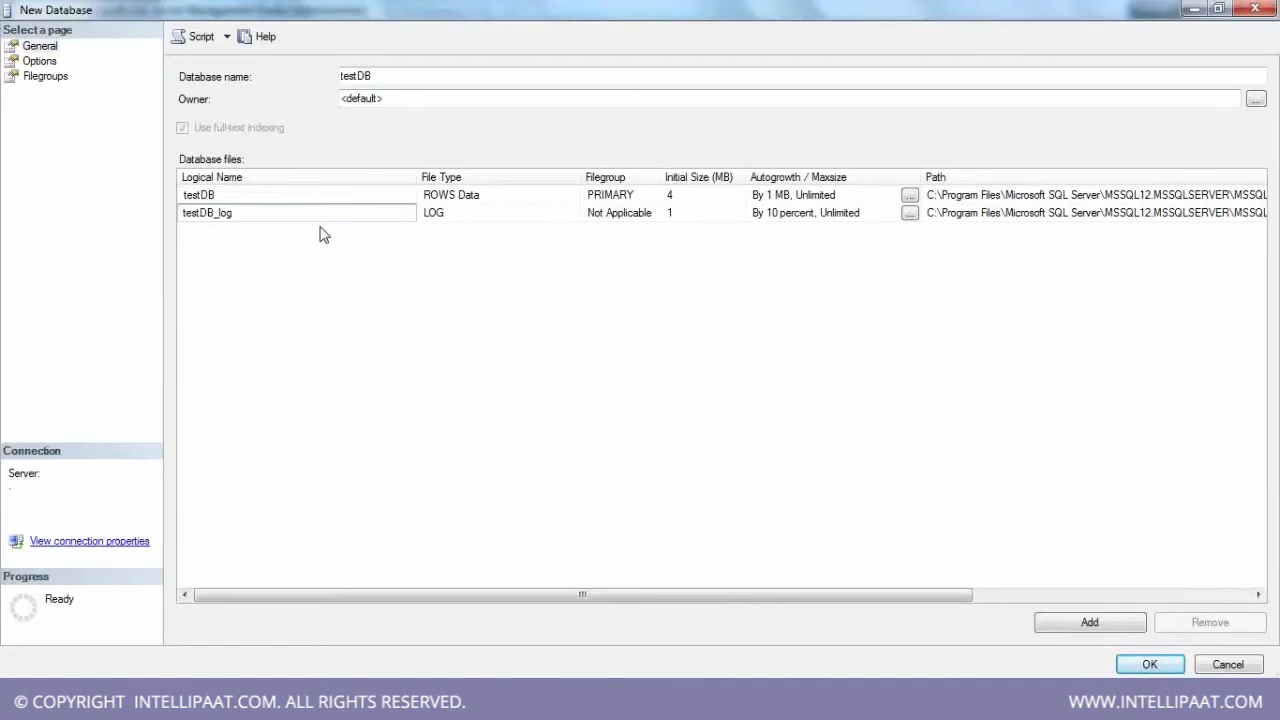 New Database
Select a page
General
Options
Filegroups
Script
Help
Database name:
testDB
Owner:
<default>
...
Use full-text indexing
Database files:
Logical Name File Type Filegroup Initial Size (MB) Autogrowth / Maxsize Path
testDB ROWS Data PRIMARY 4 By 1 MB, Unlimited ... C:\Program Files\Microsoft SQL Server\MSSQL12.MSSQLSERVER\MSSQL
testDB_log LOG Not Applicable 1 By 10 percent, Unlimited ... C:\Program Files\Microsoft SQL Server\MSSQL12.MSSQLSERVER\MSSQL
Connection
Server:
.
View connection properties
Progress
Ready
Add Remove
OK Cancel
© COPYRIGHT INTELLIPAAT.COM. ALL RIGHTS RESERVED. WWW.INTELLIPAAT.COM